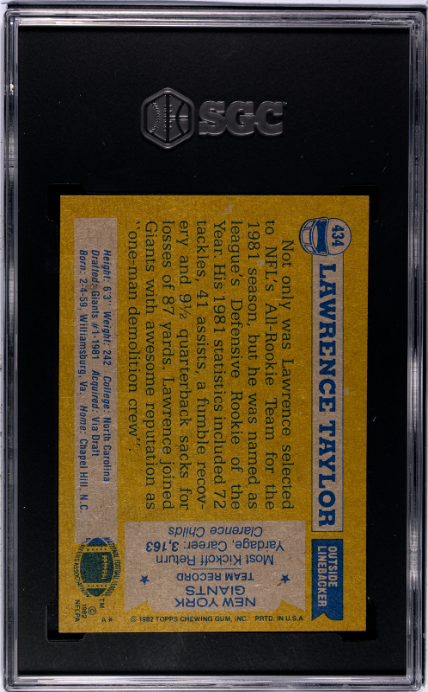 SGC
434
LAWRENCE TAYLOR
OUTSIDE
LINEBACKER
Not only was Lawrence selected
to NFL's All-Rookie Team for the
1981 season, but he was named as
league's Defensive Rookie of the
Year. His 1981 statistics included 72
tackles, 41 assists, a fumble recov-
ery and 9½ quarterback sacks for
losses of 87 yards. Lawrence joined
Giants with awesome reputation as
"one-man demolition crew".
NEW YORK
GIANTS
TEAM RECORD
Most Kickoff Return
Yardage, Career: 3,163
Clarence Childs
Height: 6'3" Weight: 242 College: North Carolina
Drafted: Giants #1-1981 Acquired: Via Draft
Born: 2-4-59, Williamsburg, Va. Home: Chapel Hill, N.C.
TM
© 1982
NFLPA
A *
© 1982 TOPPS CHEWING GUM, INC. PRTD. IN U.S.A.